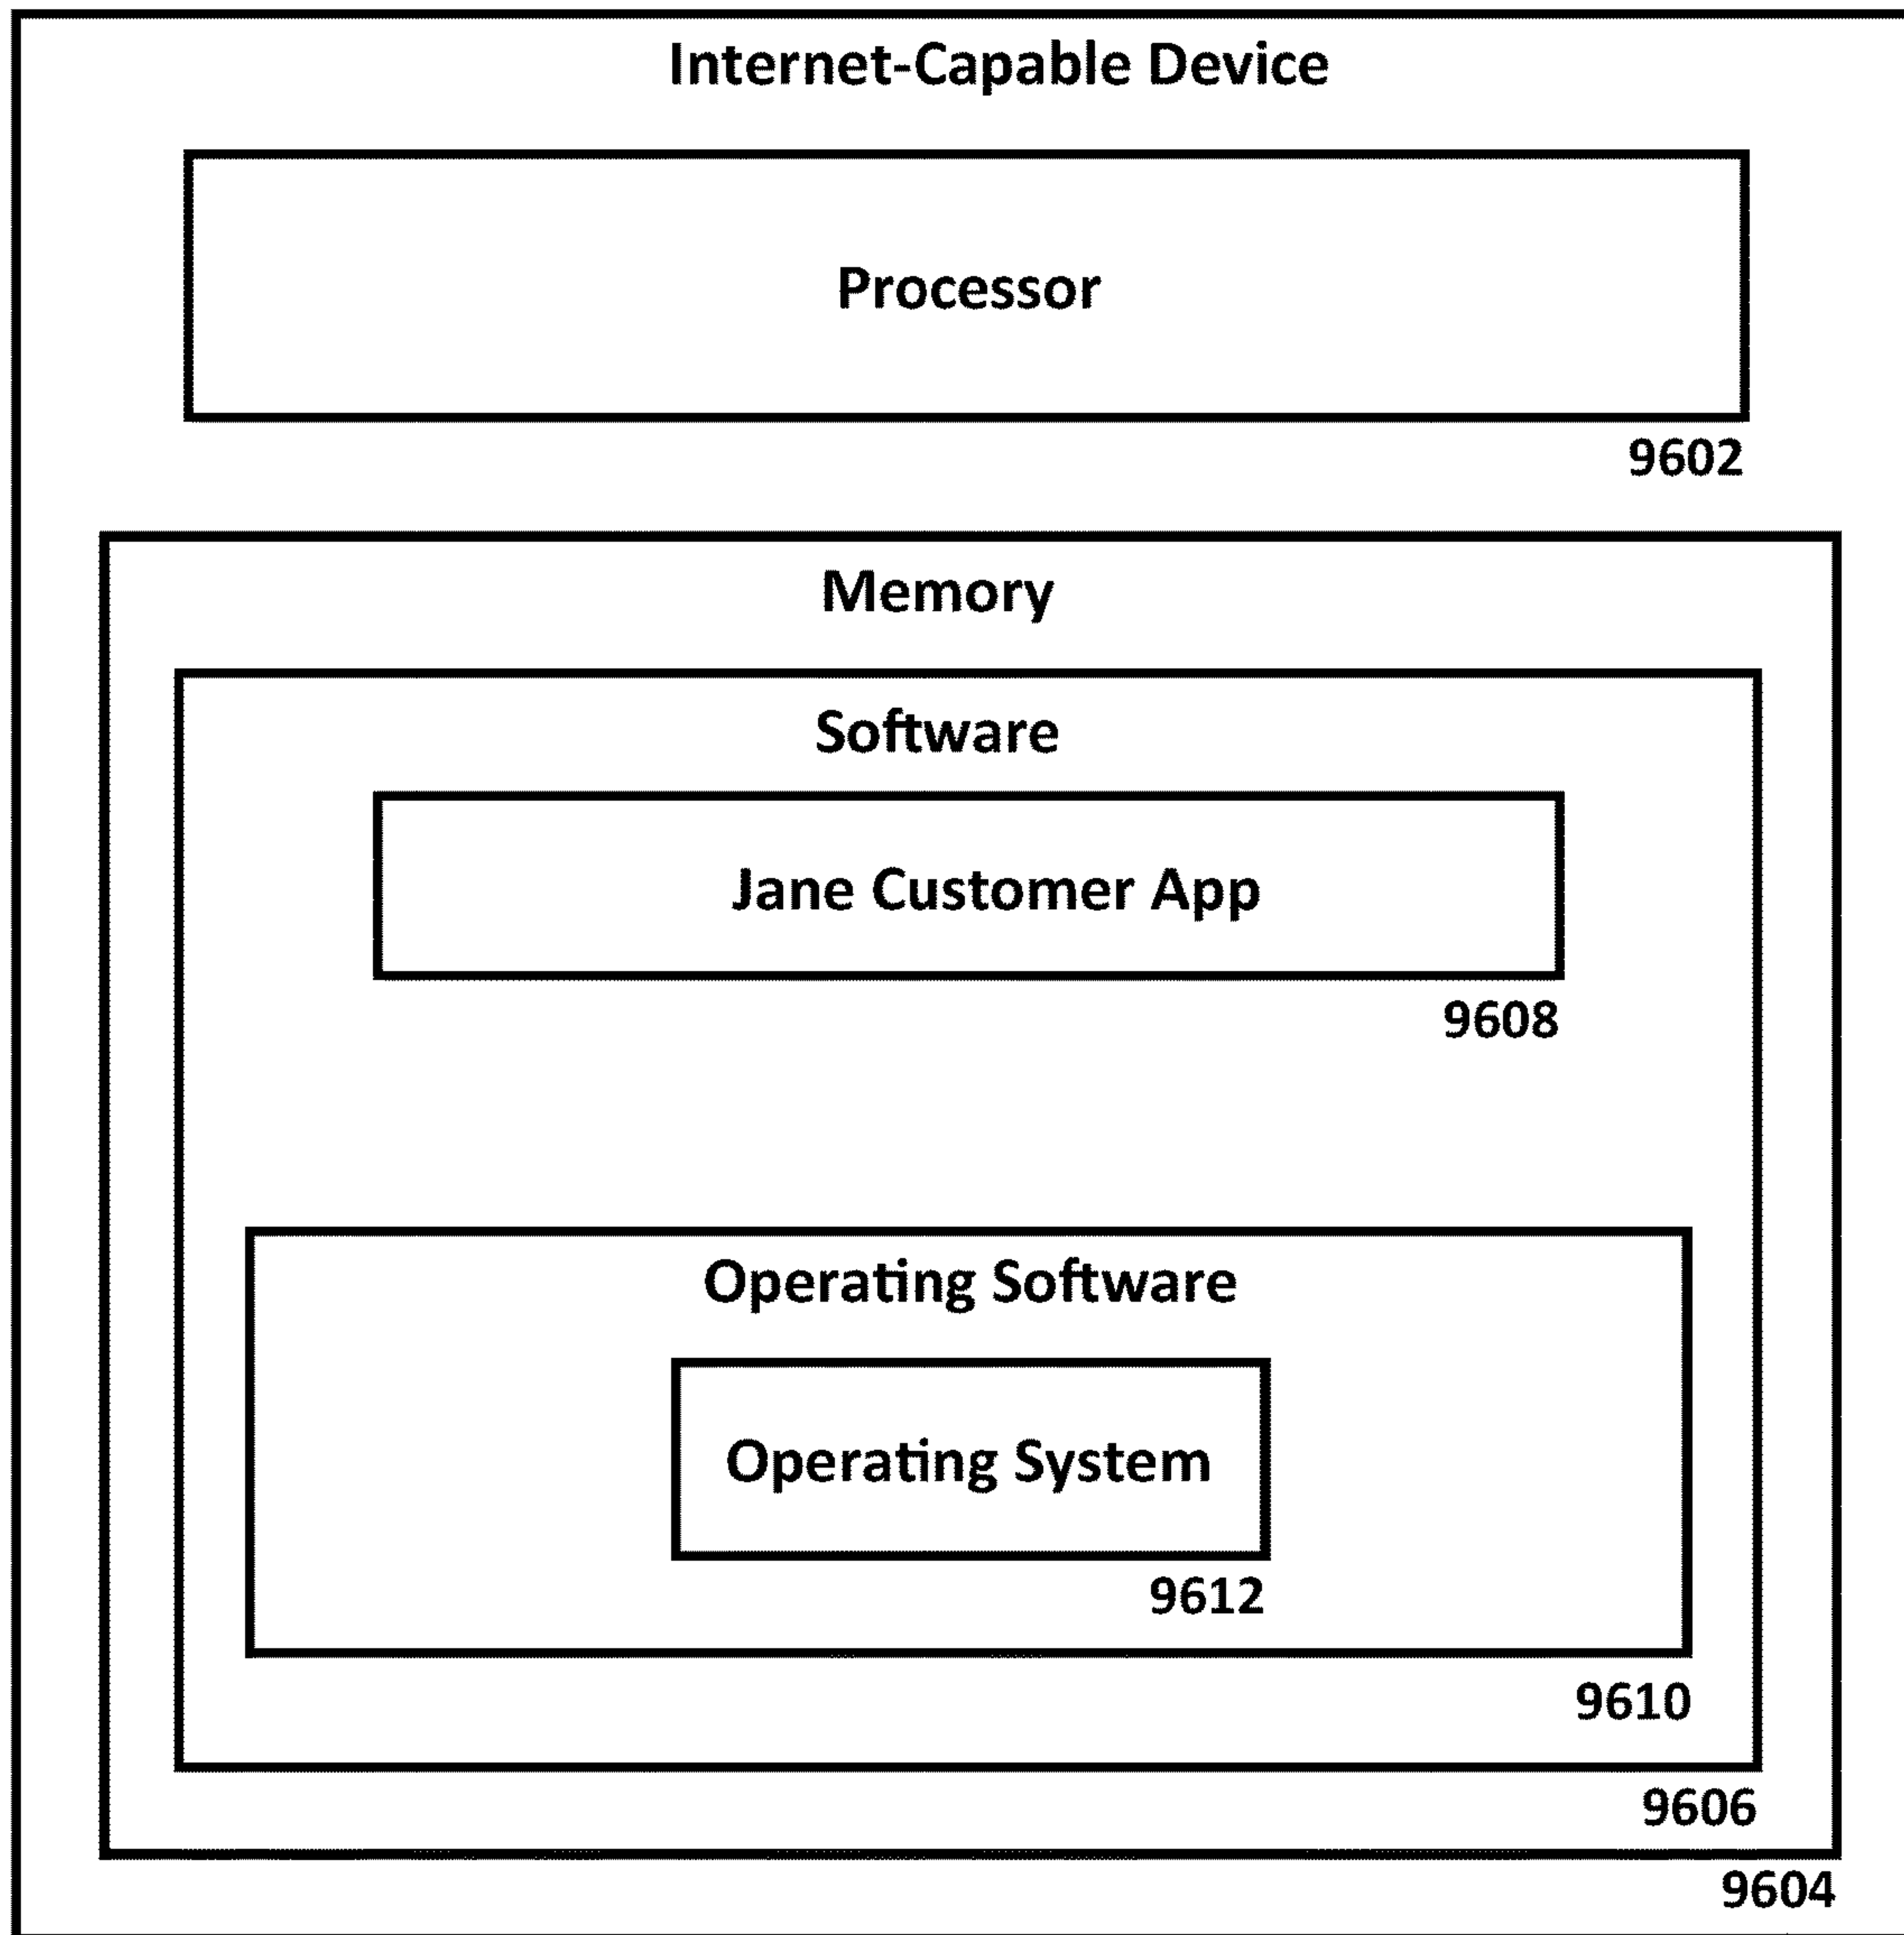 Internet-Capable Device
Processor
9602
Memory
Software
Jane Customer App
9608
Operating Software
Operating System
9612
9610
9606
9604